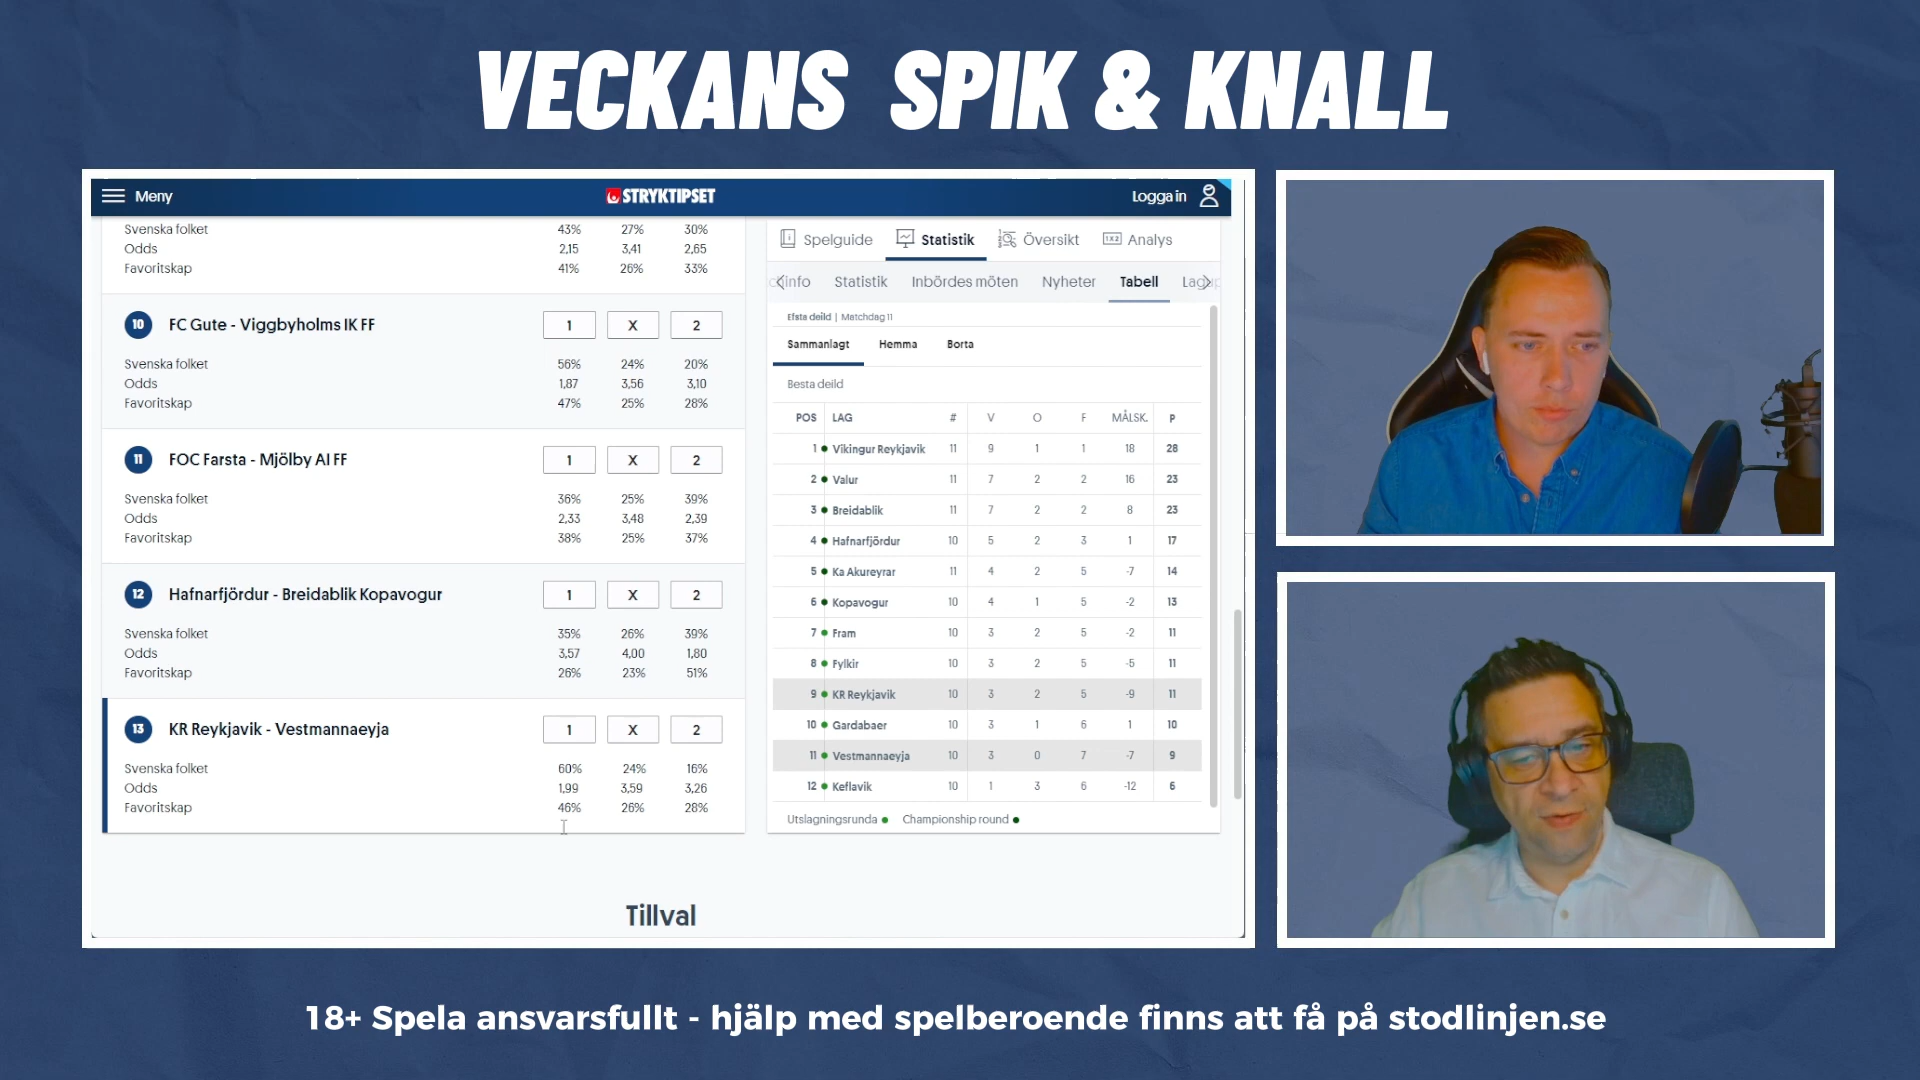 VECKANS SPIK & KNALL
Meny
STRYKTIPSET
Logga in
Svenska folket 43% 27% 30%
Odds 2,15 3,41 2,65
Favoritskap 41% 26% 33%
10 FC Gute - Viggbyholms IK FF 1 X 2
Svenska folket 56% 24% 20%
Odds 1,87 3,56 3,10
Favoritskap 47% 25% 28%
11 FOC Farsta - Mjölby AI FF 1 X 2
Svenska folket 36% 25% 39%
Odds 2,33 3,48 2,39
Favoritskap 38% 25% 37%
12 Hafnarfjördur - Breidablik Kopavogur 1 X 2
Svenska folket 35% 26% 39%
Odds 3,57 4,00 1,80
Favoritskap 26% 23% 51%
13 KR Reykjavik - Vestmannaeyja 1 X 2
Svenska folket 60% 24% 16%
Odds 1,99 3,59 3,26
Favoritskap 46% 26% 28%
Spelguide Statistik Översikt 1X2 Analys
info Statistik Inbördes möten Nyheter Tabell
Efsta deild | Matchdag 11
Sammanlagt Hemma Borta
Besta deild
POS LAG # V O F MÅLSK. P
1 Vikingur Reykjavik 11 9 1 1 18 28
2 Valur 11 7 2 2 16 23
3 Breidablik 11 7 2 2 8 23
4 Hafnarfjördur 10 5 2 3 1 17
5 Ka Akureyrar 11 4 2 5 -7 14
6 Kopavogur 10 4 1 5 -2 13
7 Fram 10 3 2 5 -2 11
8 Fylkir 10 3 2 5 -5 11
9 KR Reykjavik 10 3 2 5 -9 11
10 Gardabaer 10 3 1 6 1 10
11 Vestmannaeyja 10 3 0 7 -7 9
12 Keflavik 10 1 3 6 -12 6
Utslagningsrunda Championship round
Tillval
18+ Spela ansvarsfullt - hjälp med spelberoende finns att få på stodlinjen.se